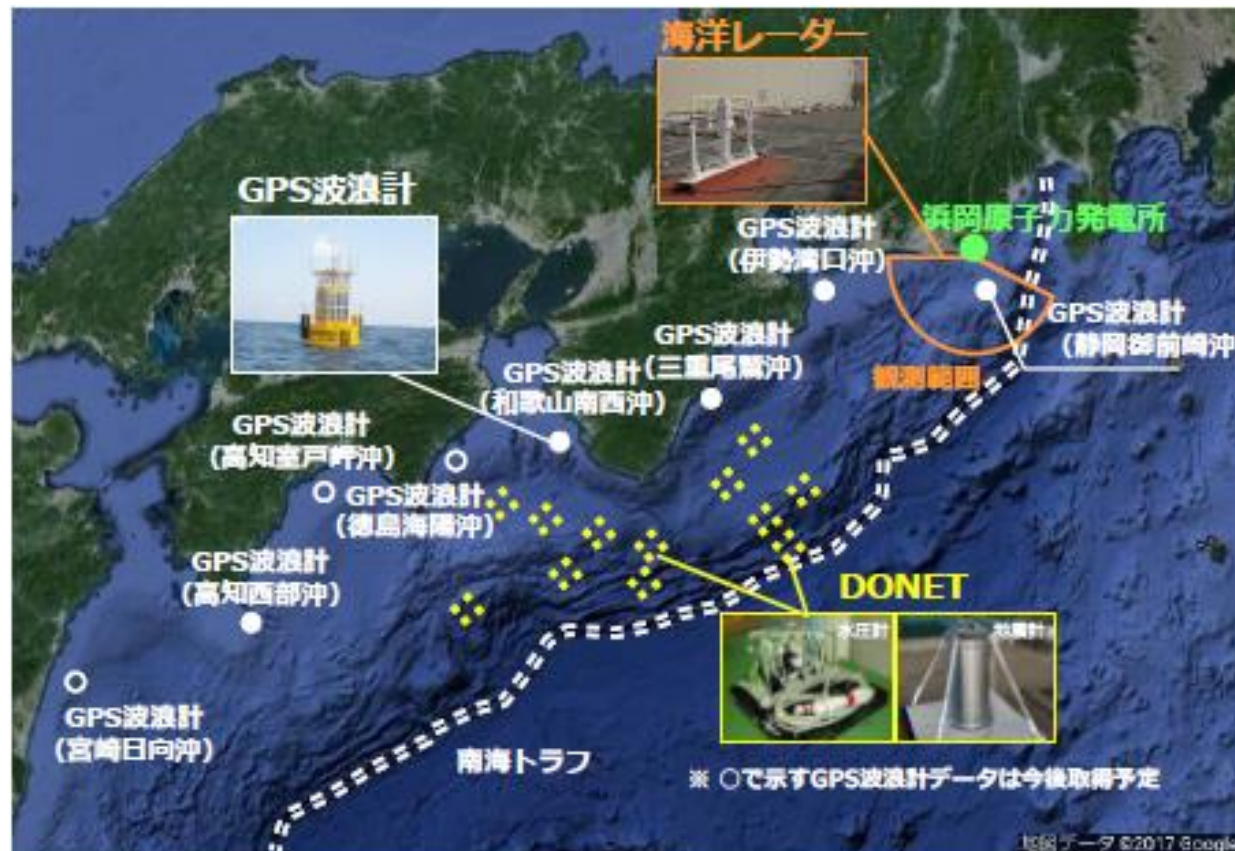 海洋レーダー
GPS波浪計
浜岡原子力発電所
GPS波浪計
（伊勢湾口沖）
GPS波浪計
（静岡御前崎沖
GPS波浪計
（三重尾鷲沖）
観測範囲
GPS波浪計
（和歌山南西沖）
GPS波浪計
（高知室戸岬沖）
GPS波浪計
（徳島海陽沖）
GPS波浪計
（高知西部沖）
DONET
水圧計
地震計
GPS波浪計
（宮崎日向沖）
南海トラフ
※ ○で示すGPS波浪計データは今後取得予定
地図データ ©2017 Google